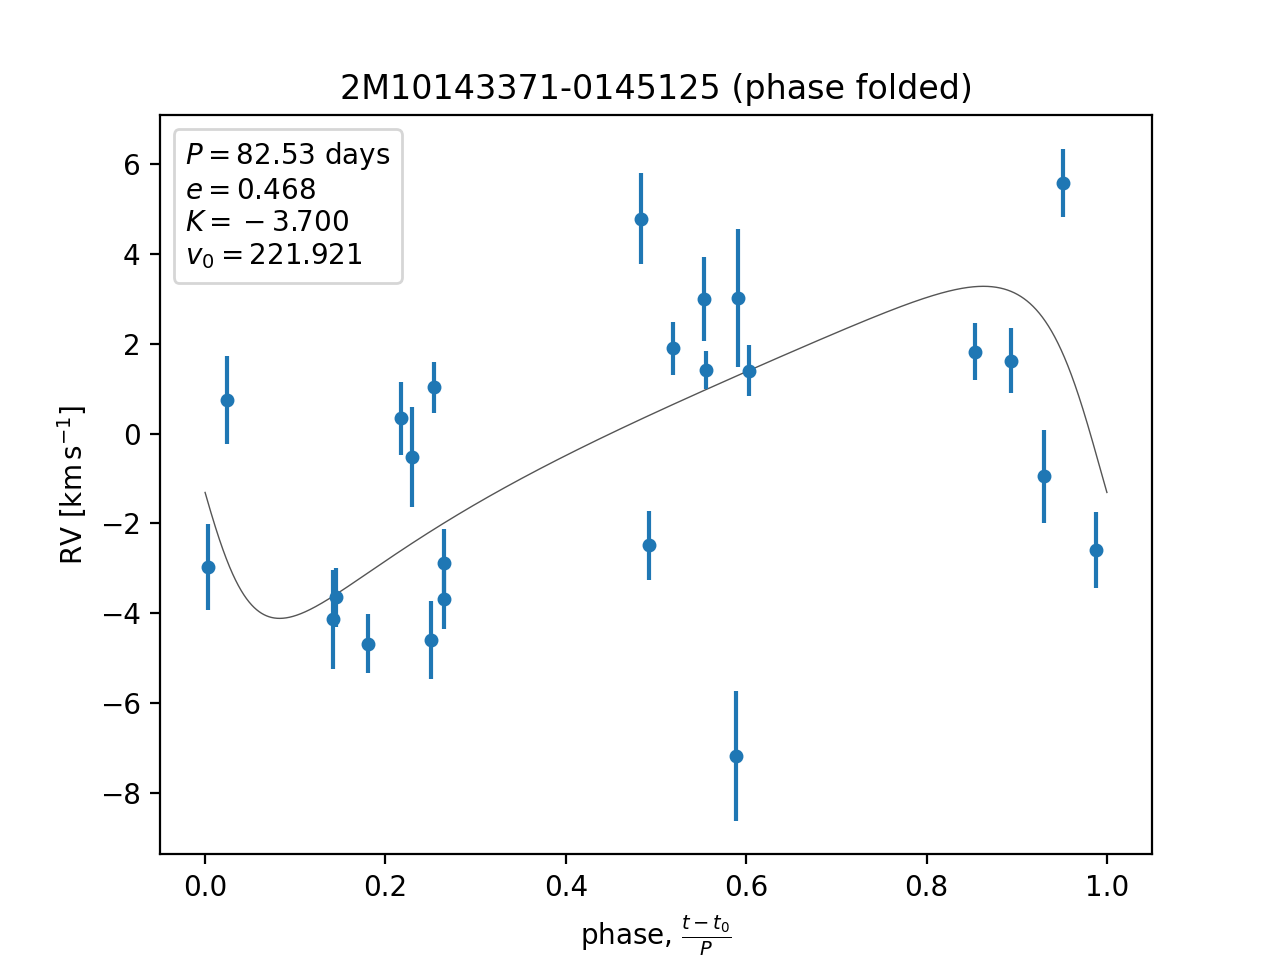 2M10143371-0145125 (phase folded)
P = 82.53 days
e = 0.468
K = −3.700
v₀ = 221.921
6
4
2
0
−2
−4
−6
−8
RV [km s⁻¹]
0.0 0.2 0.4 0.6 0.8 1.0
phase, (t − t₀)/P